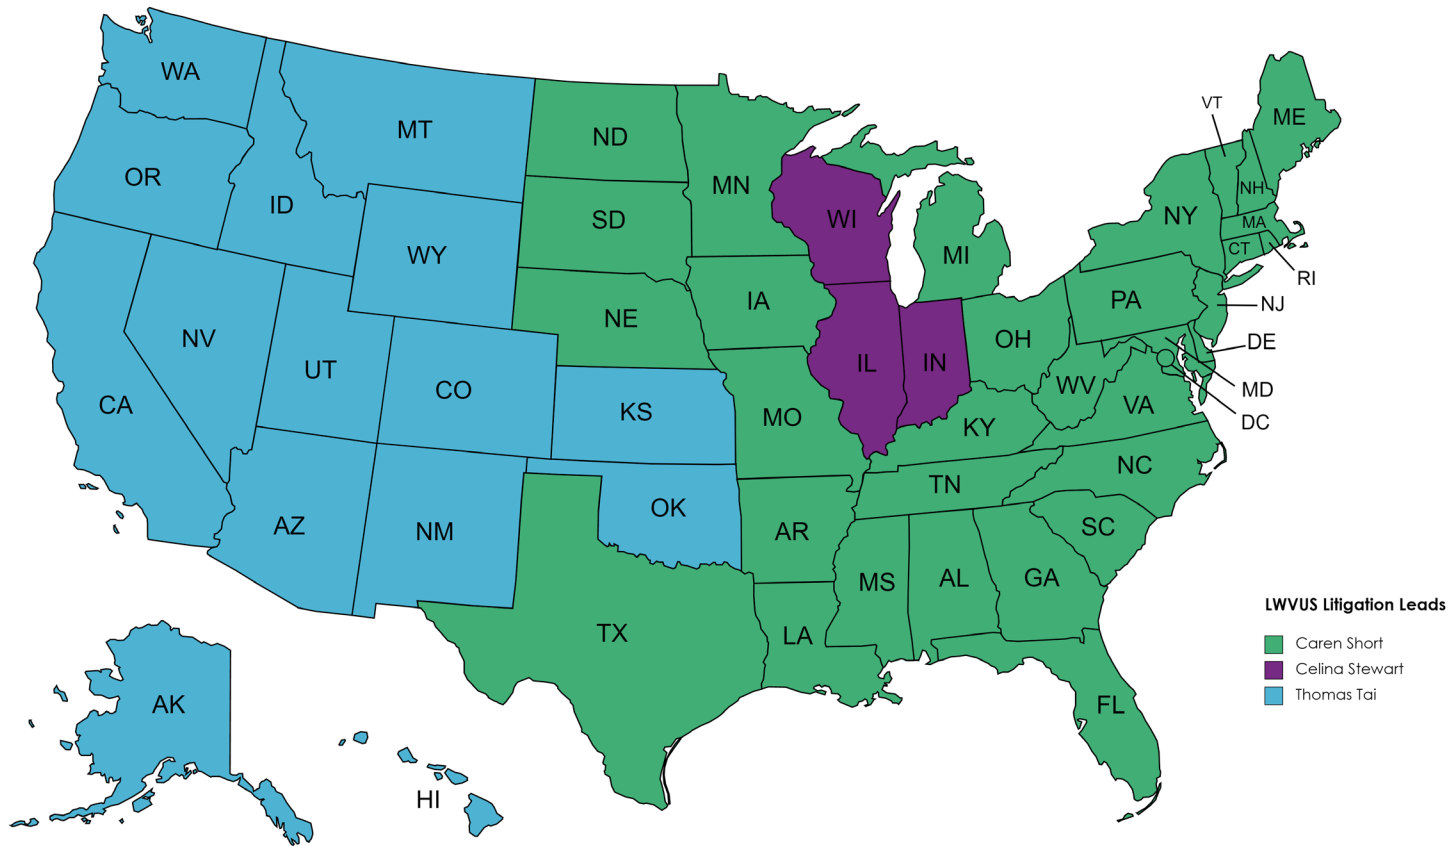 WA
MT
ND
MN
VT
ME
OR
ID
SD
WI
NY
NH
MA
CT
RI
WY
MI
NV
NE
IA
PA
NJ
UT
CO
IL
IN
OH
DE
CA
KS
MO
KY
WV
VA
MD
DC
AZ
NM
OK
AR
TN
NC
SC
MS
AL
GA
TX
LA
FL
AK
HI
LWVUS Litigation Leads
Caren Short
Celina Stewart
Thomas Tai